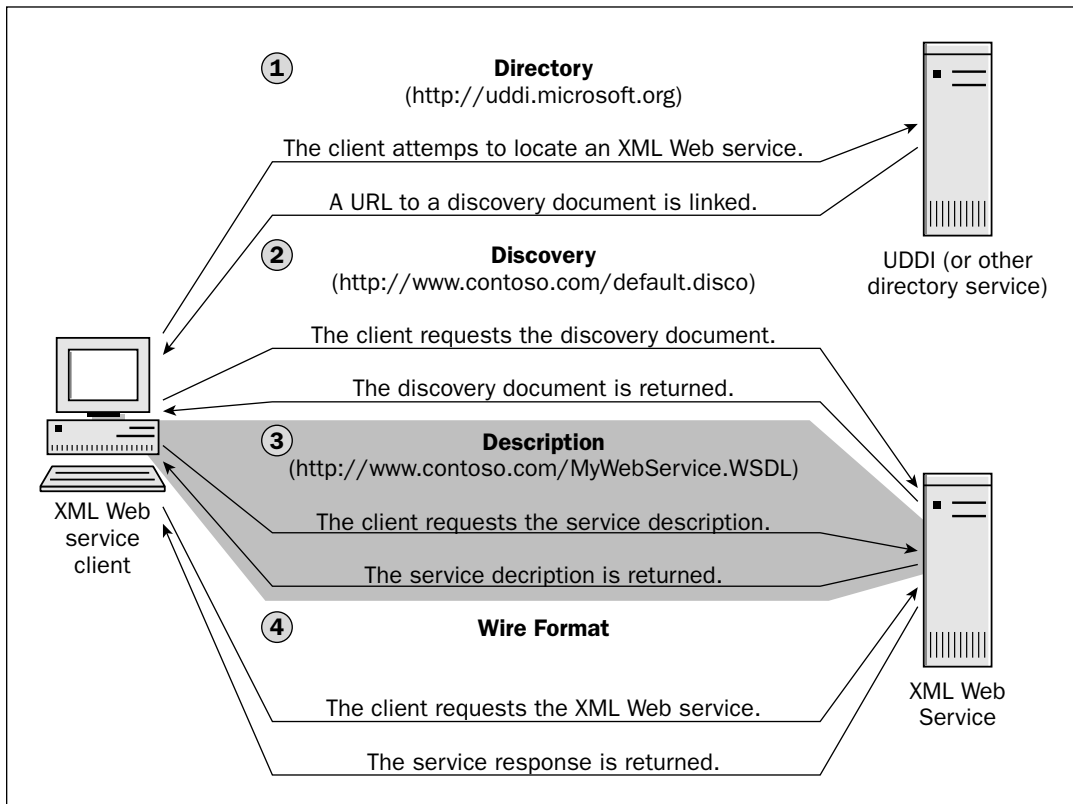 1
Directory
(http://uddi.microsoft.org)
The client attemps to locate an XML Web service.
A URL to a discovery document is linked.
UDDI (or other
directory service)
2
Discovery
(http://www.contoso.com/default.disco)
The client requests the discovery document.
The discovery document is returned.
3
Description
(http://www.contoso.com/MyWebService.WSDL)
XML Web
service
client
The client requests the service description.
The service decription is returned.
4
Wire Format
XML Web
Service
The client requests the XML Web service.
The service response is returned.